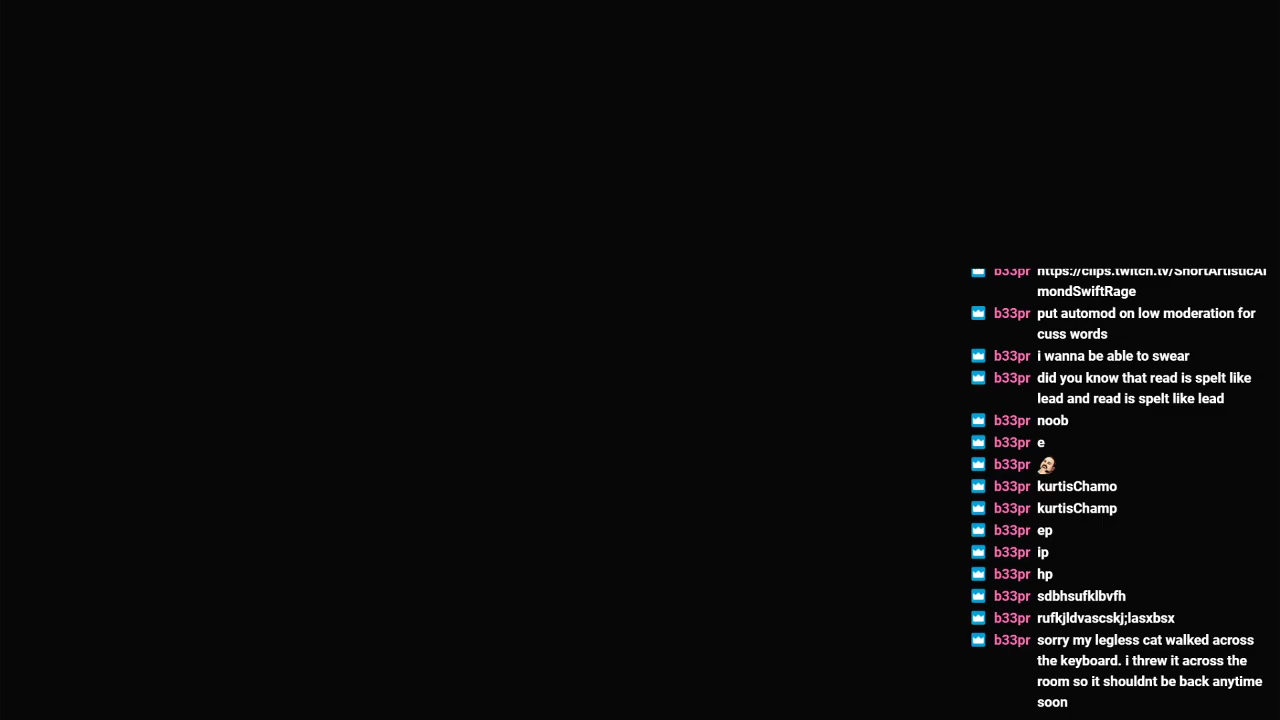 b33pr https://clips.twitch.tv/ShortArtisticAl
mondSwiftRage
b33pr put automod on low moderation for
cuss words
b33pr i wanna be able to swear
b33pr did you know that read is spelt like
lead and read is spelt like lead
b33pr noob
b33pr e
b33pr
b33pr kurtisChamo
b33pr kurtisChamp
b33pr ep
b33pr ip
b33pr hp
b33pr sdbhsufklbvfh
b33pr rufkjldvascskj;lasxbsx
b33pr sorry my legless cat walked across
the keyboard. i threw it across the
room so it shouldnt be back anytime
soon